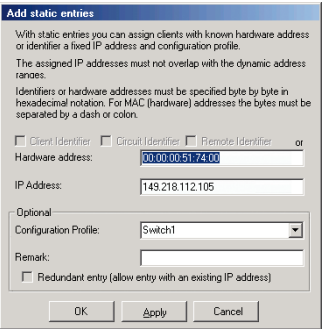 Add static entries
With static entries you can assign clients with known hardware address
or identifier a fixed IP address and configuration profile.
The assigned IP addresses must not overlap with the dynamic address
ranges.
Identifiers or hardware addresses must be specified byte by byte in
hexadecimal notation. For MAC (hardware) addresses the bytes must be
separated by a dash or colon.
Client Identifier Circuit Identifier Remote Identifier or
Hardware address: 00:00:00:51:74:00
IP Address: 149.218.112.105
Optional
Configuration Profile: Switch1
Remark:
Redundant entry (allow entry with an existing IP address)
OK Apply Cancel